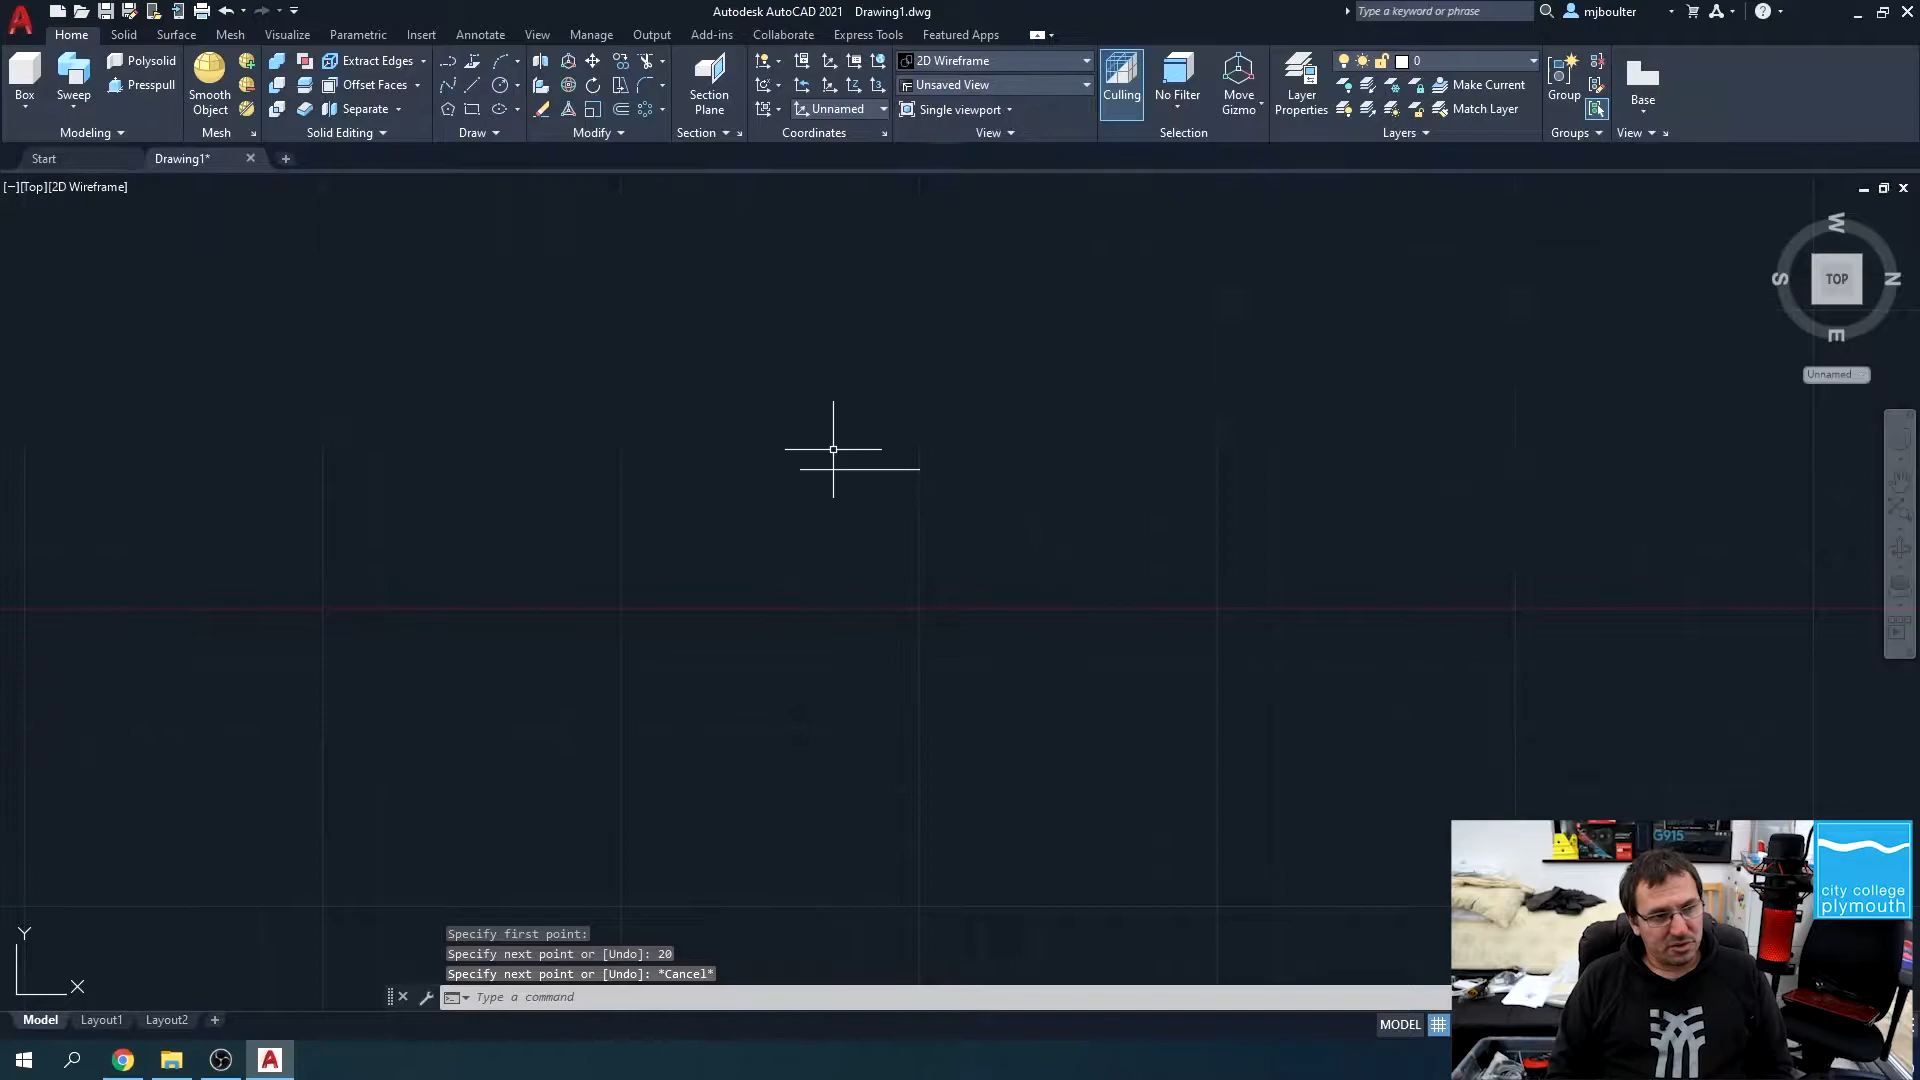 Autodesk AutoCAD 2021 Drawing1.dwg
Type a keyword or phrase
mjboulter
Home Solid Surface Mesh Visualize Parametric Insert Annotate View Manage Output Add-ins Collaborate Express Tools Featured Apps
Box
Sweep
Polysolid
Presspull
Modeling
Smooth
Object
Mesh
Extract Edges
Offset Faces
Separate
Solid Editing
Draw
Modify
Section
Plane
Section
Unnamed
Coordinates
2D Wireframe
Unsaved View
Single viewport
View
Culling
No Filter
Move
Gizmo
Selection
Layer
Properties
0
Make Current
Match Layer
Layers
Group
Groups
Base
View
Start
Drawing1*
[−][Top][2D Wireframe]
W
S
TOP
N
E
Unnamed
G915
city college
plymouth
Y
X
Specify first point:
Specify next point or [Undo]: 20
Specify next point or [Undo]: *Cancel*
Type a command
Model Layout1 Layout2
MODEL